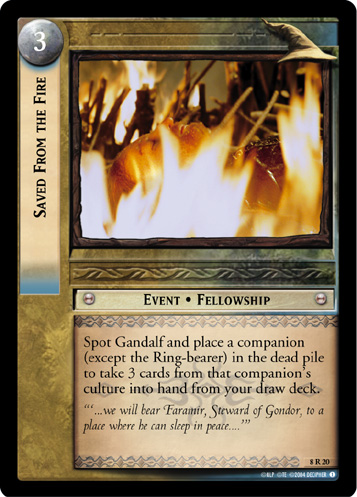 3
SAVED FROM THE FIRE
EVENT • FELLOWSHIP
Spot Gandalf and place a companion
(except the Ring-bearer) in the dead pile
to take 3 cards from that companion's
culture into hand from your draw deck.
“‘...we will bear Faramir, Steward of Gondor, to a
place where he can sleep in peace....’”
8 R 20
©NLP ™TE ©2004 DECIPHER